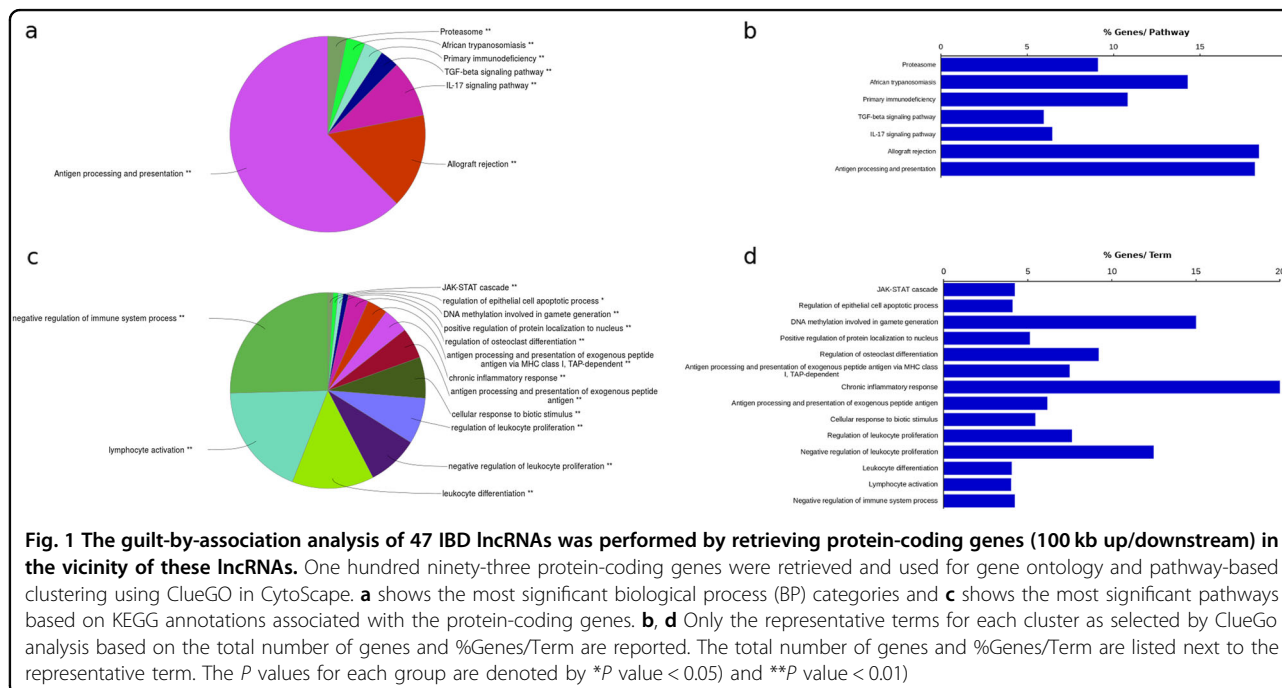 a
Proteasome **
African trypanosomiasis **
Primary immunodeficiency **
TGF-beta signaling pathway **
IL-17 signaling pathway **
Allograft rejection **
Antigen processing and presentation **
b
% Genes/ Pathway
0 5 10 15
Proteasome
African trypanosomiasis
Primary immunodeficiency
TGF-beta signaling pathway
IL-17 signaling pathway
Allograft rejection
Antigen processing and presentation
c
JAK-STAT cascade **
regulation of epithelial cell apoptotic process *
DNA methylation involved in gamete generation **
positive regulation of protein localization to nucleus **
regulation of osteoclast differentiation **
antigen processing and presentation of exogenous peptide
antigen via MHC class I, TAP-dependent **
chronic inflammatory response **
antigen processing and presentation of exogenous peptide
antigen **
cellular response to biotic stimulus **
regulation of leukocyte proliferation **
negative regulation of leukocyte proliferation **
leukocyte differentiation **
lymphocyte activation **
negative regulation of immune system process **
d
% Genes/ Term
0 5 10 15 20
JAK-STAT cascade
Regulation of epithelial cell apoptotic process
DNA methylation involved in gamete generation
Positive regulation of protein localization to nucleus
Regulation of osteoclast differentiation
Antigen processing and presentation of exogenous peptide antigen via MHC class
I, TAP-dependent
Chronic inflammatory response
Antigen processing and presentation of exogenous peptide antigen
Cellular response to biotic stimulus
Regulation of leukocyte proliferation
Negative regulation of leukocyte proliferation
Leukocyte differentiation
Lymphocyte activation
Negative regulation of immune system process
Fig. 1 The guilt-by-association analysis of 47 IBD lncRNAs was performed by retrieving protein-coding genes (100 kb up/downstream) in
the vicinity of these lncRNAs. One hundred ninety-three protein-coding genes were retrieved and used for gene ontology and pathway-based
clustering using ClueGO in CytoScape. a shows the most significant biological process (BP) categories and c shows the most significant pathways
based on KEGG annotations associated with the protein-coding genes. b, d Only the representative terms for each cluster as selected by ClueGo
analysis based on the total number of genes and %Genes/Term are reported. The total number of genes and %Genes/Term are listed next to the
representative term. The P values for each group are denoted by *P value < 0.05) and **P value < 0.01)